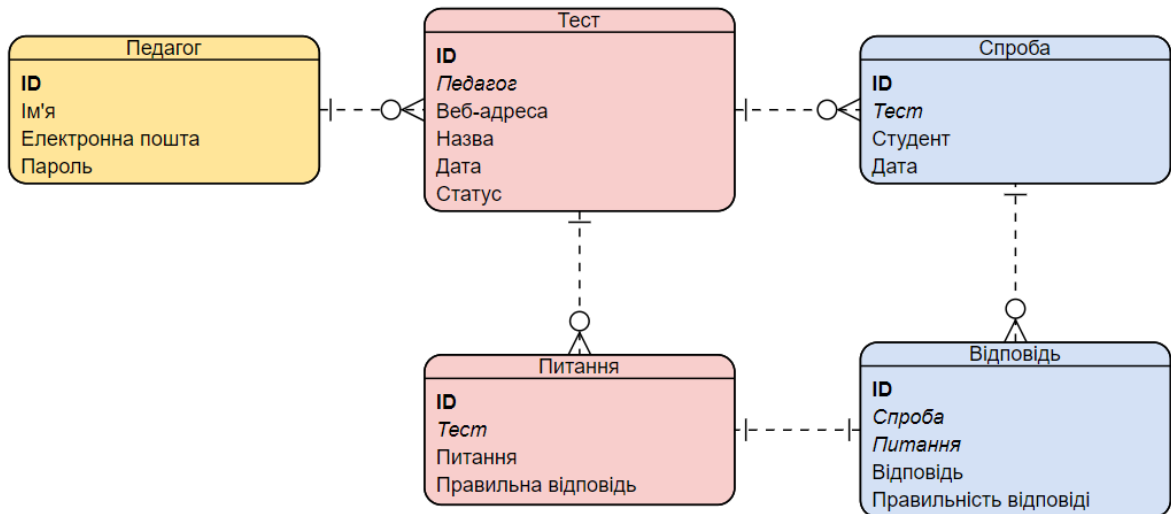 Педагог
ID
Ім'я
Електронна пошта
Пароль
Тест
ID
Педагог
Веб-адреса
Назва
Дата
Статус
Спроба
ID
Тест
Студент
Дата
Питання
ID
Тест
Питання
Правильна відповідь
Відповідь
ID
Спроба
Питання
Відповідь
Правильність відповіді